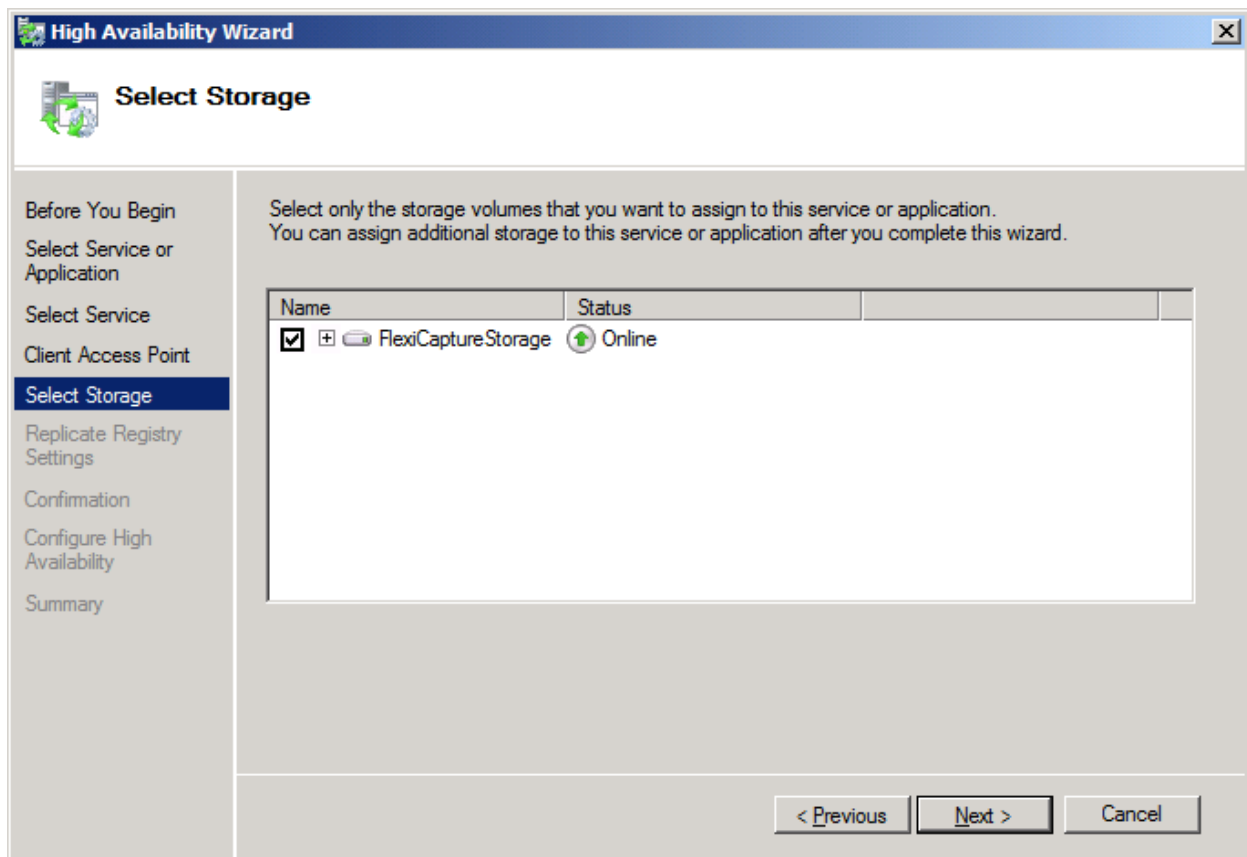 High Availability Wizard
Select Storage
Before You Begin
Select Service or
Application
Select Service
Client Access Point
Select Storage
Replicate Registry
Settings
Confirmation
Configure High
Availability
Summary
Select only the storage volumes that you want to assign to this service or application.
You can assign additional storage to this service or application after you complete this wizard.
Name Status
FlexiCaptureStorage Online
< Previous Next > Cancel